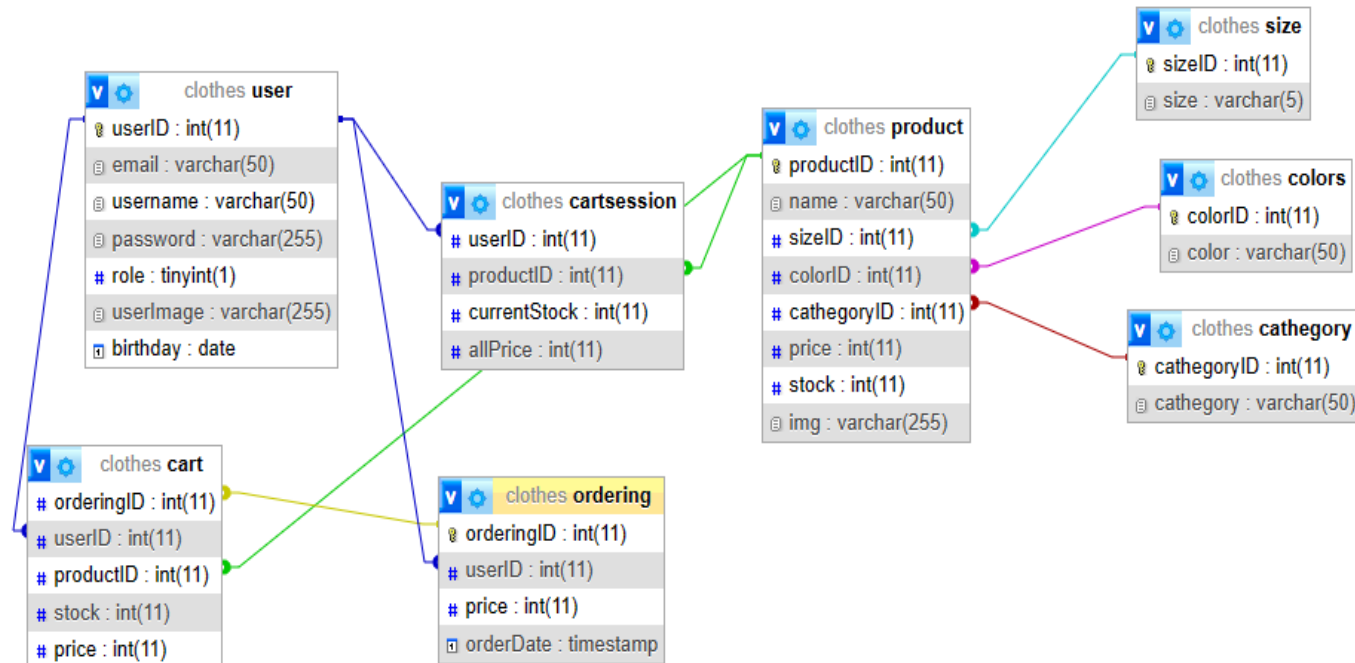 clothes user
userID : int(11)
email : varchar(50)
username : varchar(50)
password : varchar(255)
role : tinyint(1)
userImage : varchar(255)
birthday : date
clothes cartsession
userID : int(11)
productID : int(11)
currentStock : int(11)
allPrice : int(11)
clothes product
productID : int(11)
name : varchar(50)
sizeID : int(11)
colorID : int(11)
cathegoryID : int(11)
price : int(11)
stock : int(11)
img : varchar(255)
clothes size
sizeID : int(11)
size : varchar(5)
clothes colors
colorID : int(11)
color : varchar(50)
clothes cathegory
cathegoryID : int(11)
cathegory : varchar(50)
clothes cart
orderingID : int(11)
userID : int(11)
productID : int(11)
stock : int(11)
price : int(11)
clothes ordering
orderingID : int(11)
userID : int(11)
price : int(11)
orderDate : timestamp